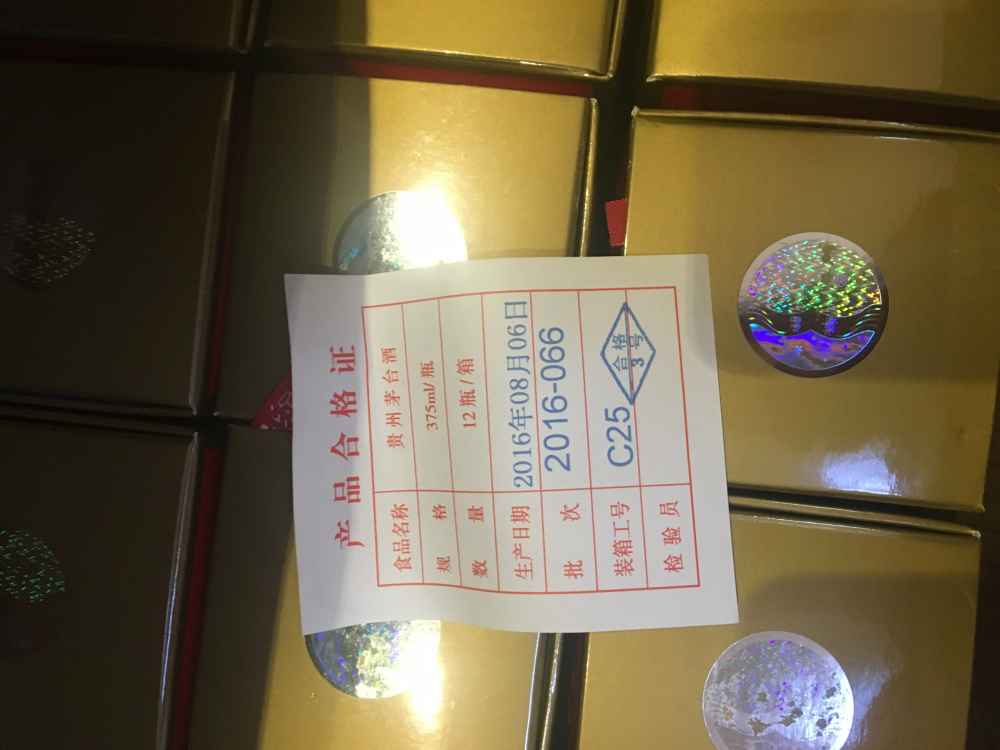 产品合格证
食品名称 贵州茅台酒
规格 375ml/瓶
数量 12瓶/箱
生产日期 2016年08月06日
批次 2016-066
装箱工号 C25
检验员 合格 3号